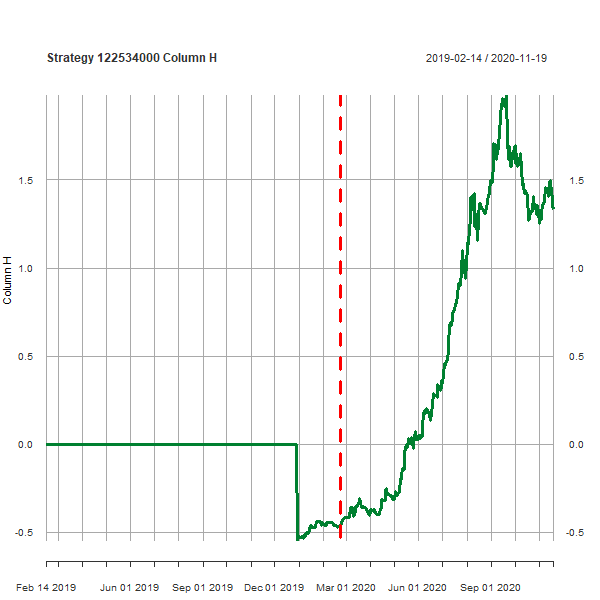 Strategy 122534000 Column H
2019-02-14 / 2020-11-19
Column H
1.5
1.0
0.5
0.0
-0.5
1.5
1.0
0.5
0.0
-0.5
Feb 14 2019
Jun 01 2019
Sep 01 2019
Dec 01 2019
Mar 01 2020
Jun 01 2020
Sep 01 2020